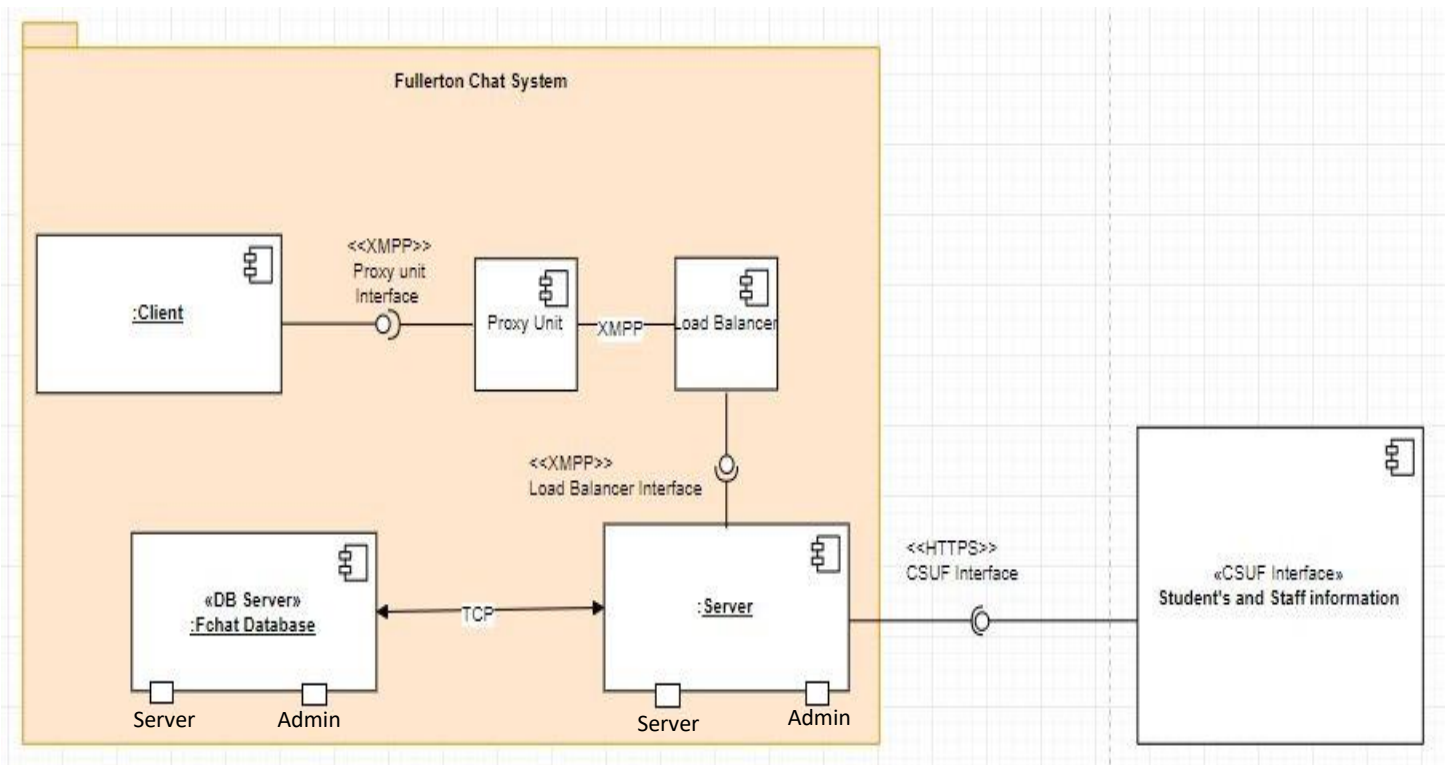 Fullerton Chat System
<<XMPP>>
Proxy unit
Interface
:Client
Proxy Unit
XMPP
Load Balancer
<<XMPP>>
Load Balancer Interface
<<HTTPS>>
CSUF Interface
«CSUF Interface»
Student's and Staff information
«DB Server»
:Fchat Database
TCP
:Server
Server
Admin
Server
Admin